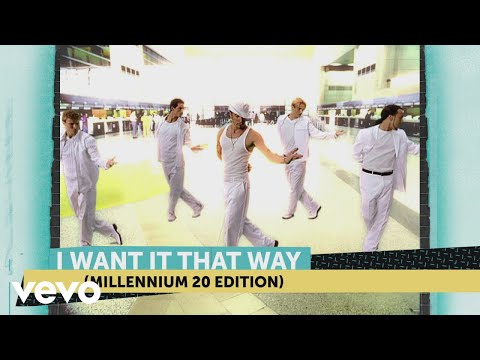 I WANT IT THAT WAY
(MILLENNIUM 20 EDITION)
vevo